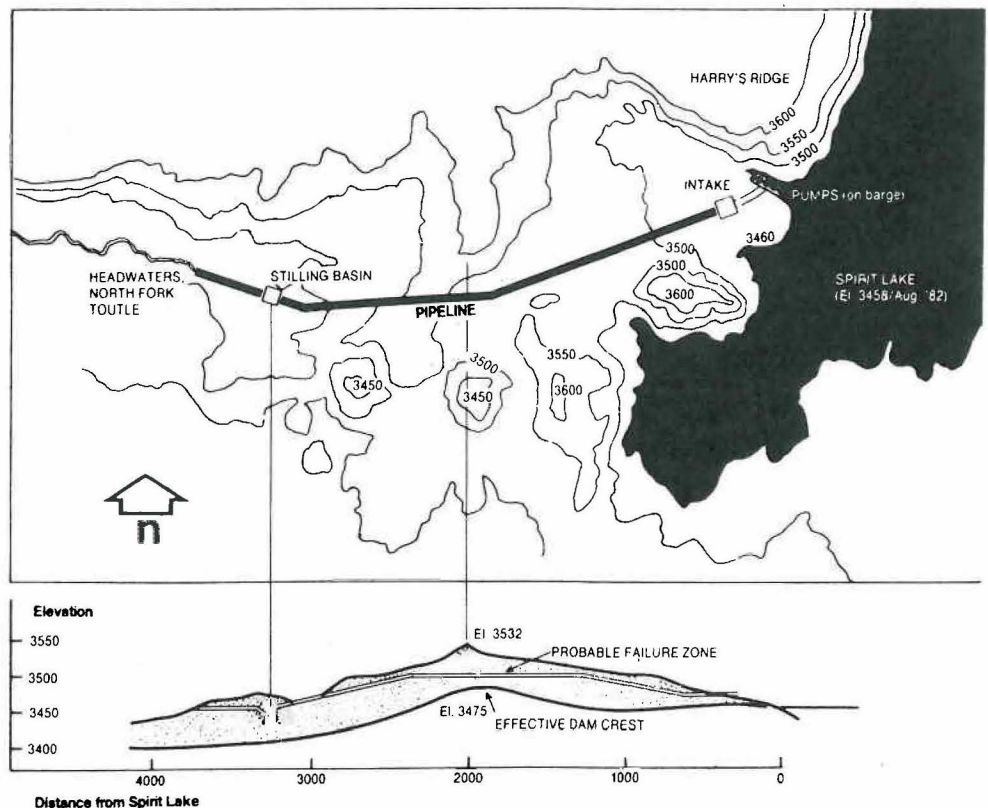 HARRY'S RIDGE
3600
3550
3500
INTAKE
PUMPS (on barge)
3460
3500
3500
3600
STILLING BASIN
HEADWATERS,
NORTH FORK
TOUTLE
PIPELINE
SPIRIT LAKE
(El. 3458/Aug. '82)
3550
3500
3450
3450
3600
n
Elevation
3550
3500
3450
3400
El. 3532
PROBABLE FAILURE ZONE
El. 3475
EFFECTIVE DAM CREST
4000 3000 2000 1000 0
Distance from Spirit Lake